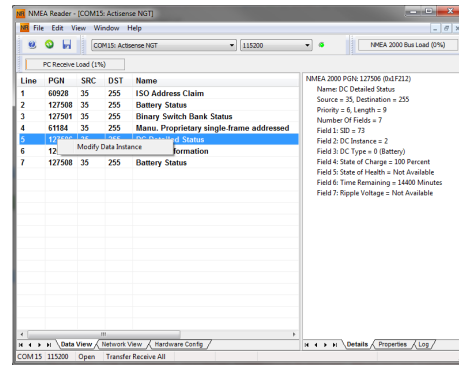 NMEA Reader - [COM15: Actisense NGT]
File Edit View Window Help
COM15: Actisense NGT 115200 NMEA 2000 Bus Load (0%)
PC Receive Load (1%)
Line PGN SRC DST Name
1 60928 35 255 ISO Address Claim
2 127508 35 255 Battery Status
3 127501 35 255 Binary Switch Bank Status
4 61184 35 255 Manu. Proprietary single-frame addressed
5 127506 35 255 DC Detailed Status
Modify Data Instance
6 12 formation
7 127508 35 255 Battery Status
NMEA 2000 PGN: 127506 (0x1F212)
Name: DC Detailed Status
Source = 35, Destination = 255
Priority = 6, Length = 9
Number Of Fields = 7
Field 1: SID = 73
Field 2: DC Instance = 2
Field 3: DC Type = 0 (Battery)
Field 4: State of Charge = 100 Percent
Field 5: State of Health = Not Available
Field 6: Time Remaining = 14400 Minutes
Field 7: Ripple Voltage = Not Available
Data View Network View Hardware Config
Details Properties Log
COM 15 115200 Open Transfer Receive All